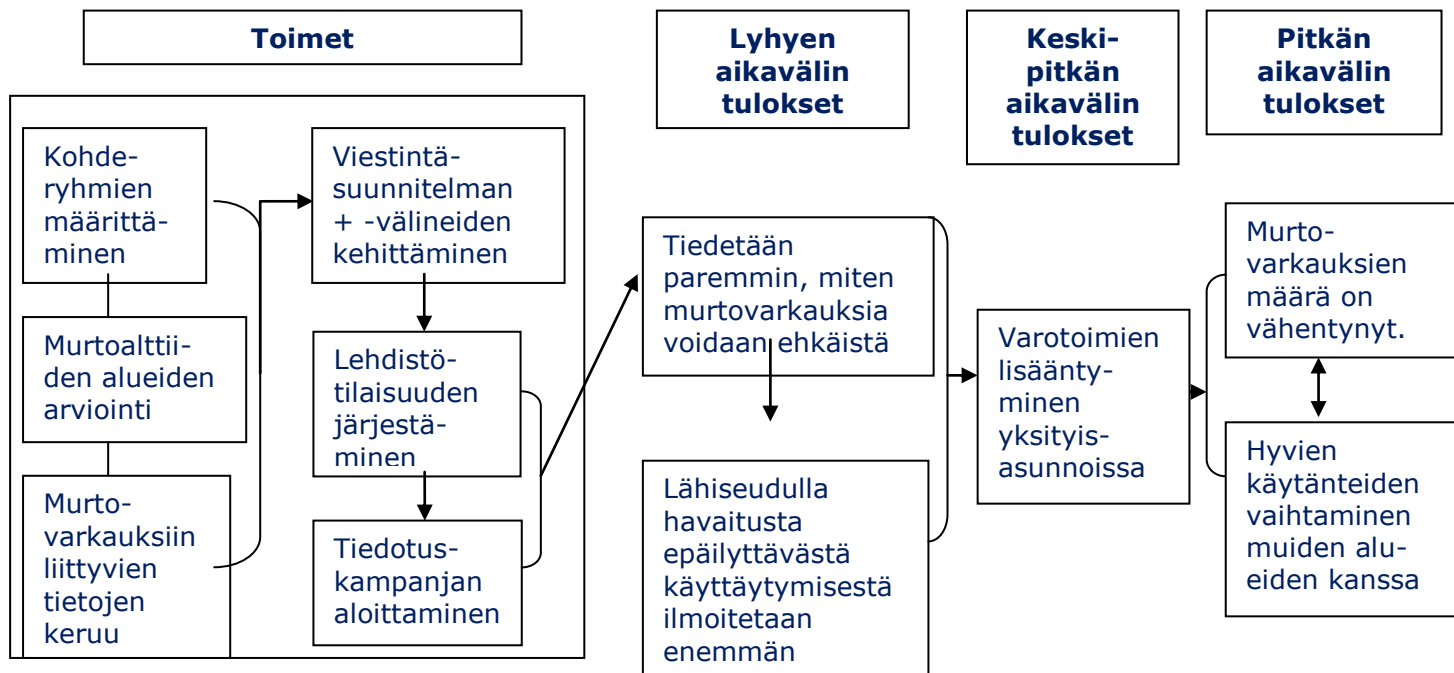 Toimet
Lyhyen
aikavälin
tulokset
Keski-
pitkän
aikavälin
tulokset
Pitkän
aikavälin
tulokset
Kohde-
ryhmien
määrittä-
minen
Murtoalttii-
den alueiden
arviointi
Murto-
varkauksiin
liittyvien
tietojen
keruu
Viestintä-
suunnitelman
+ -välineiden
kehittäminen
Lehdistö-
tilaisuuden
järjestä-
minen
Tiedotus-
kampanjan
aloittaminen
Tiedetään
paremmin, miten
murtovarkauksia
voidaan ehkäistä
Lähiseudulla
havaitusta
epäilyttävästä
käyttäytymisestä
ilmoitetaan
enemmän
Varotoimien
lisäänty-
minen
yksityis-
asunnoissa
Murto-
varkauksien
määrä on
vähentynyt.
Hyvien
käytänteiden
vaihtaminen
muiden alu-
eiden kanssa